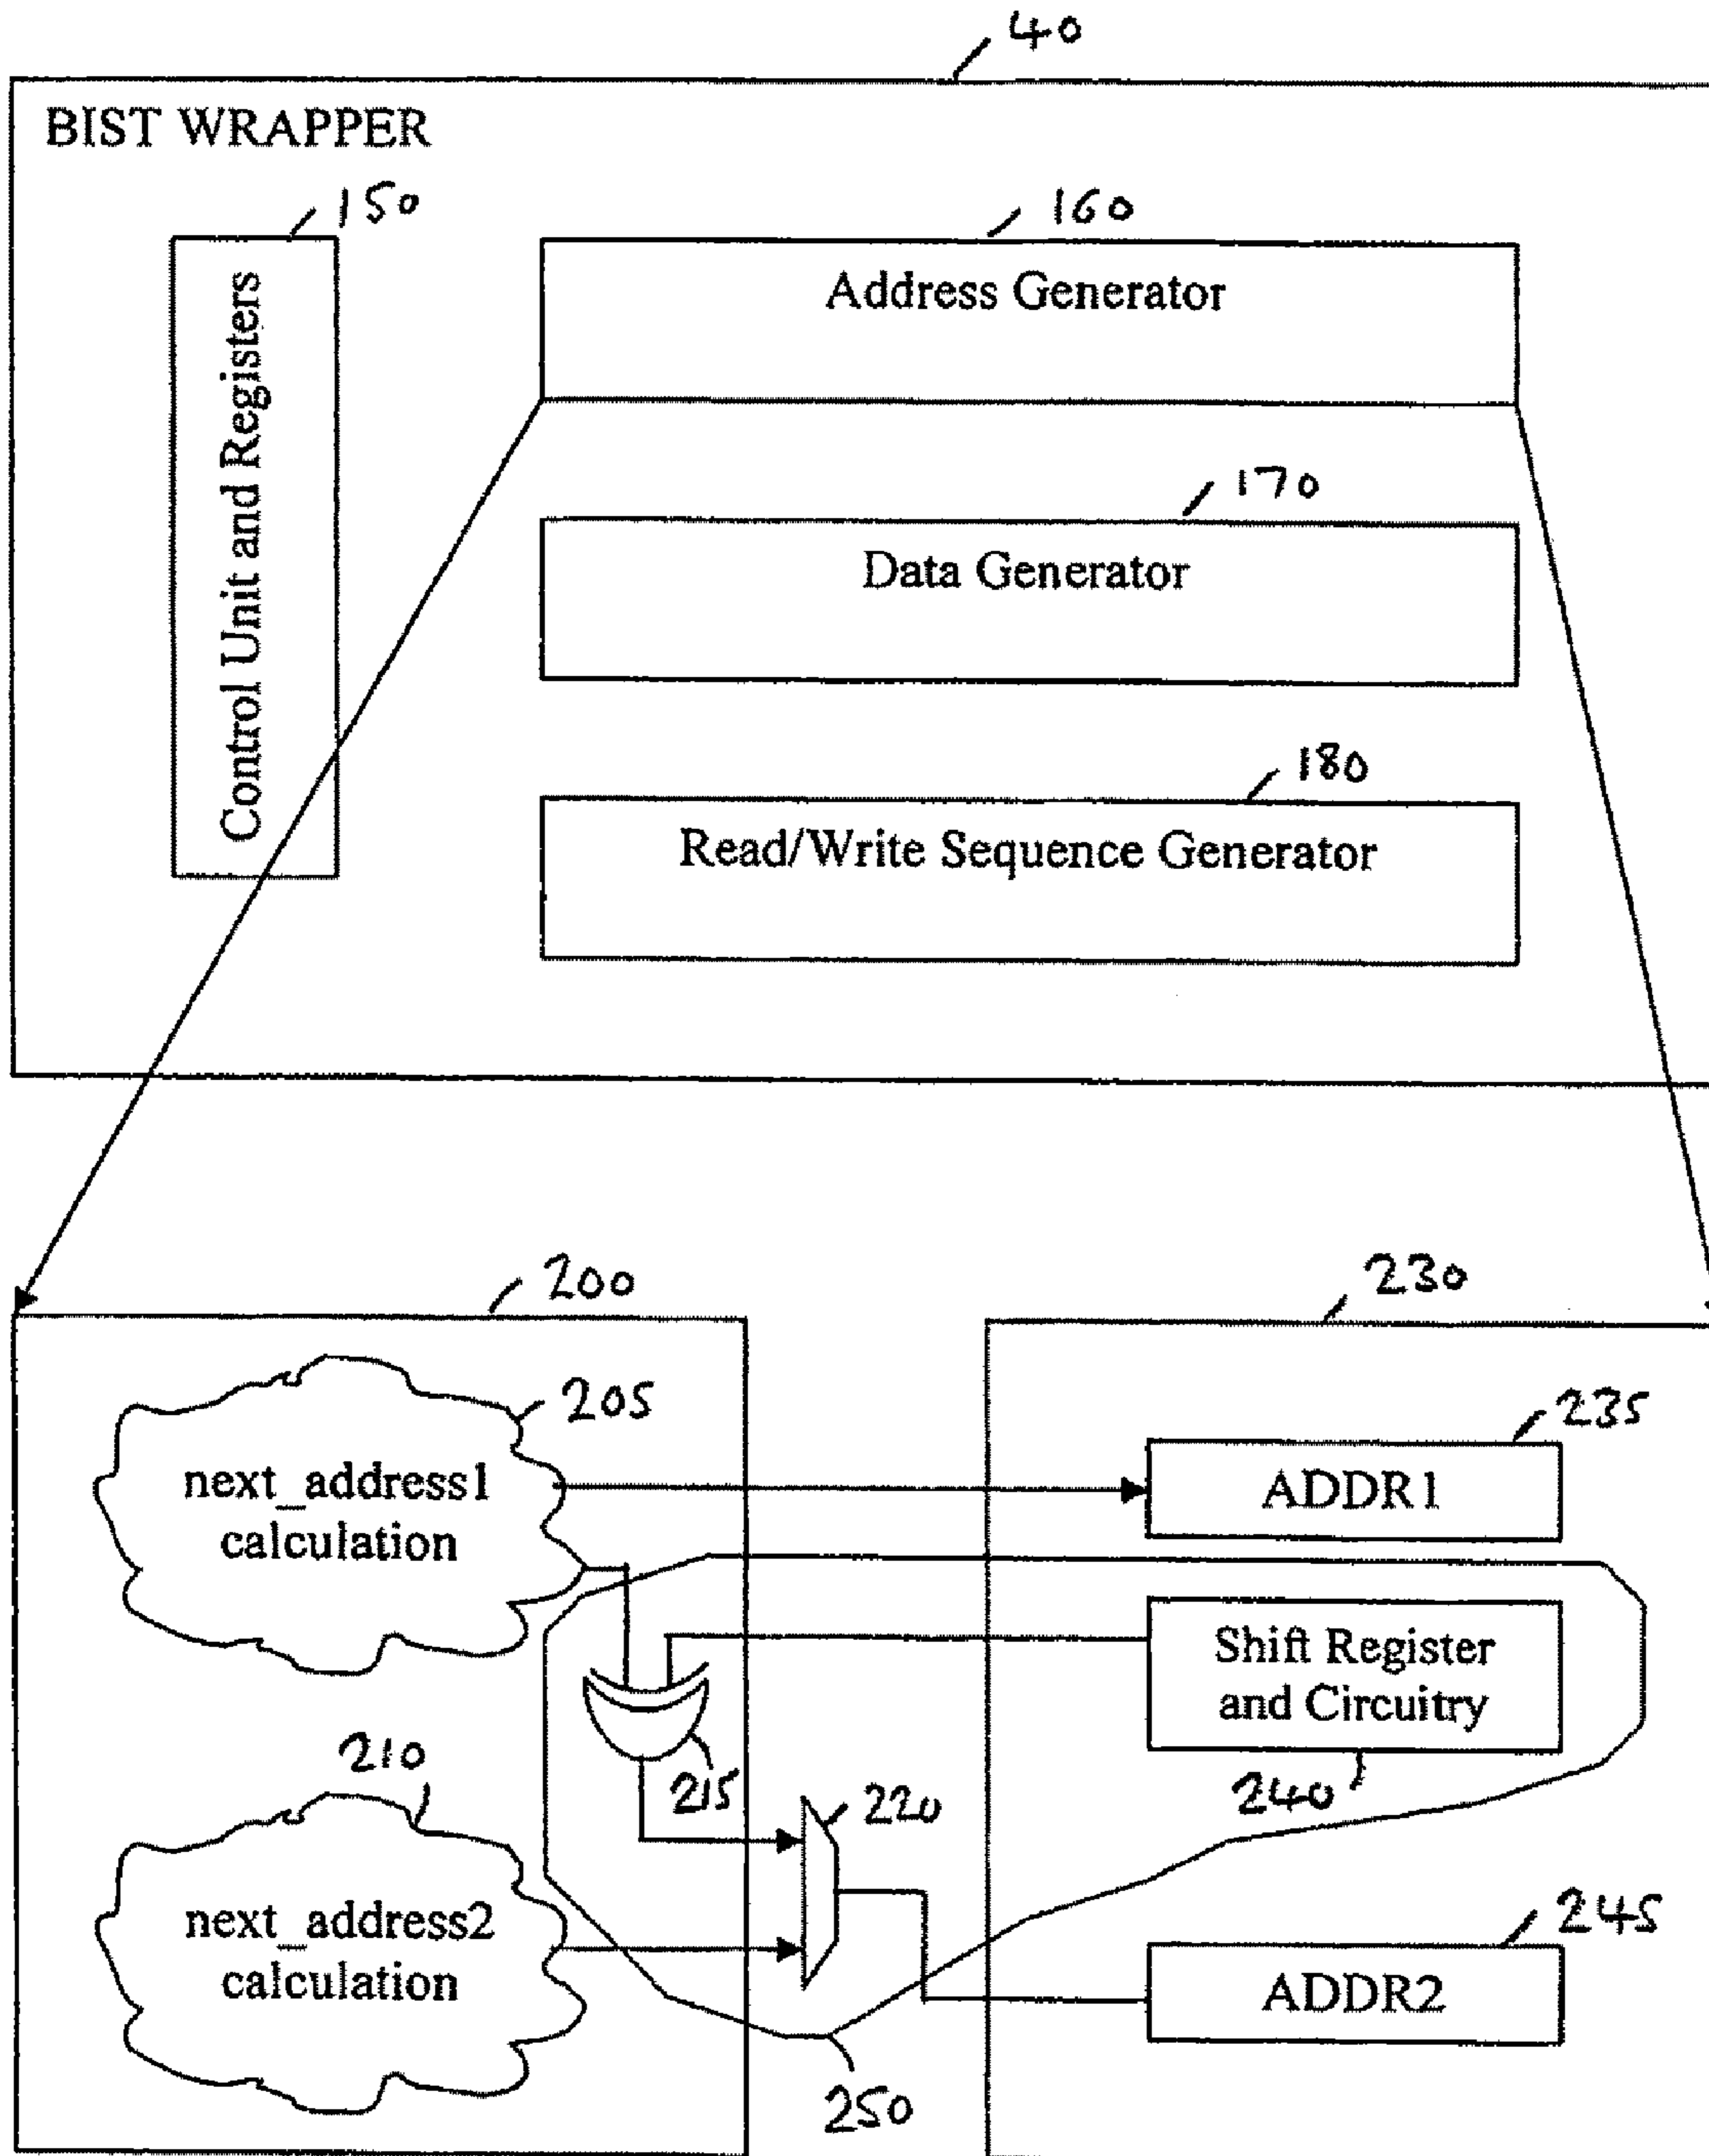 40
BIST WRAPPER
150
160
Control Unit and Registers
Address Generator
170
Data Generator
180
Read/Write Sequence Generator
200
230
205
235
next_address1
calculation
ADDR1
Shift Register
and Circuitry
210
215
220
240
next_address2
calculation
245
ADDR2
250